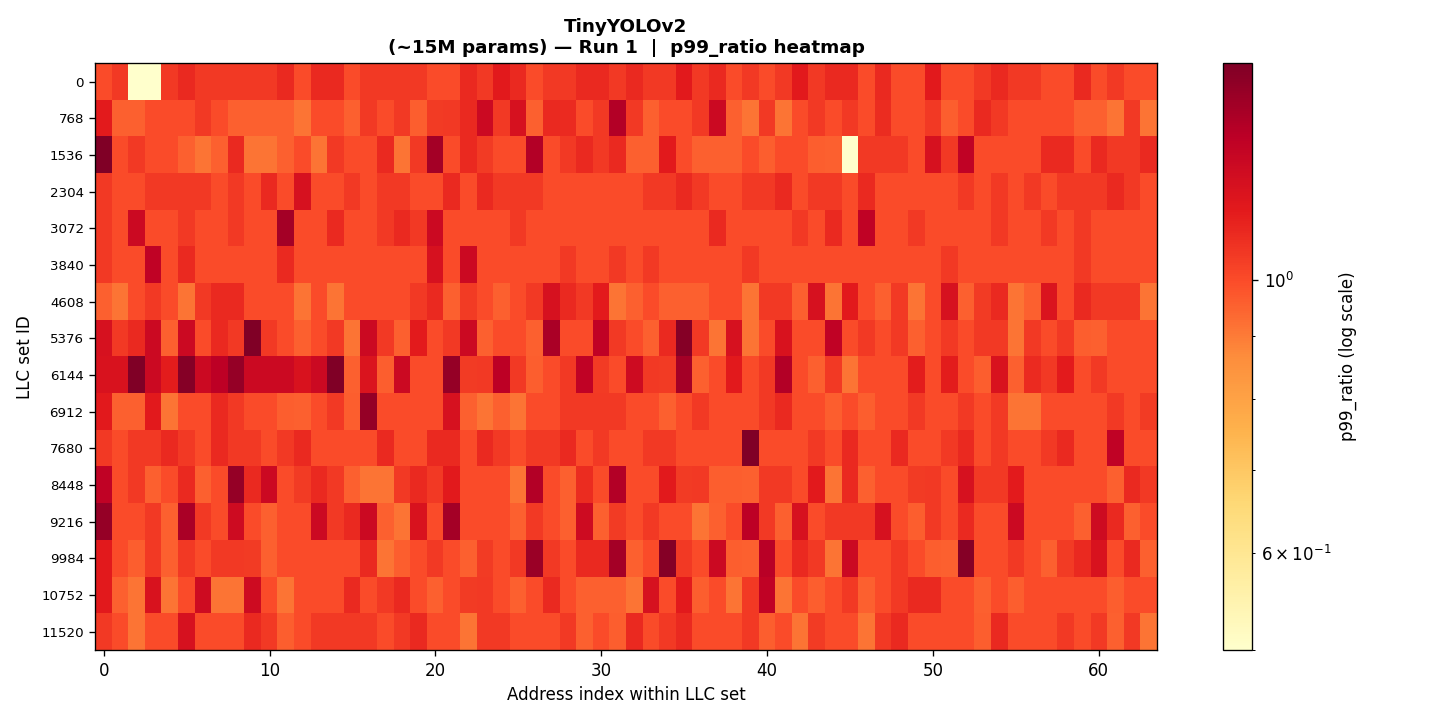 TinyYOLOv2
(~15M params) — Run 1 | p99_ratio heatmap
LLC set ID
0
768
1536
2304
3072
3840
4608
5376
6144
6912
7680
8448
9216
9984
10752
11520
0 10 20 30 40 50 60
Address index within LLC set
10⁰
6 × 10⁻¹
p99_ratio (log scale)